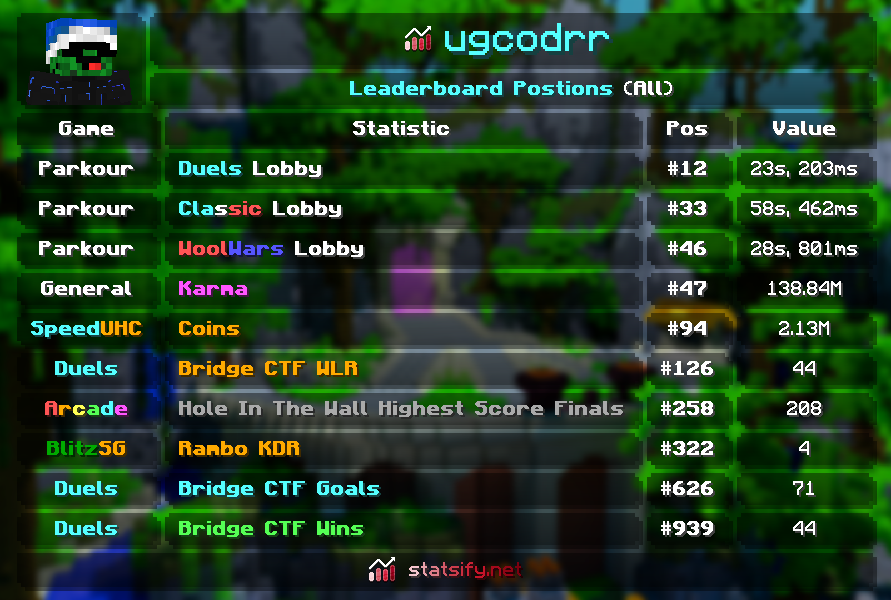 ugcodrr
Leaderboard Postions (All)
Game Statistic Pos Value
Parkour Duels Lobby #12 23s, 203ms
Parkour Classic Lobby #33 58s, 462ms
Parkour WoolWars Lobby #46 28s, 801ms
General Karma #47 138.84M
SpeedUHC Coins #94 2.13M
Duels Bridge CTF WLR #126 44
Arcade Hole In The Wall Highest Score Finals #258 208
BlitzSG Rambo KDR #322 4
Duels Bridge CTF Goals #626 71
Duels Bridge CTF Wins #939 44
statsify.net